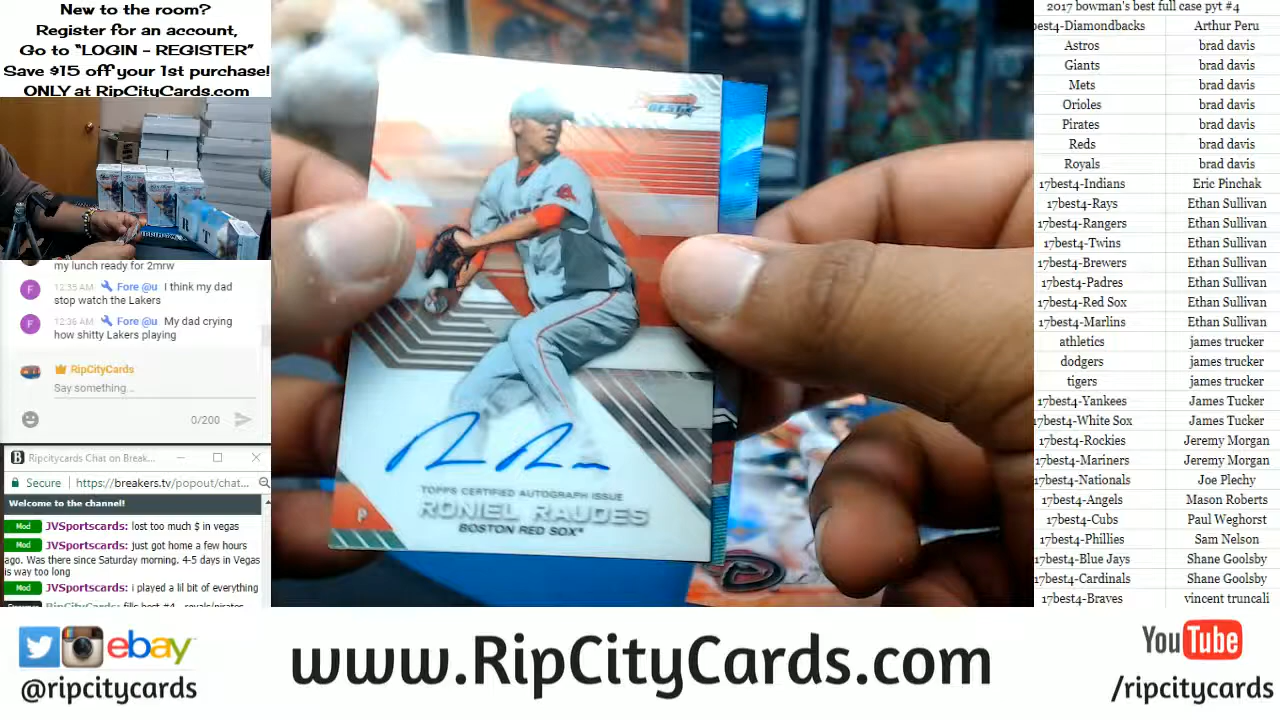 New to the room?
Register for an account,
Go to "LOGIN - REGISTER"
Save $15 off your 1st purchase!
ONLY at RipCityCards.com
my lunch ready for 2mrw
F 12:35 AM Fore @u I think my dad
stop watch the Lakers
F 12:36 AM Fore @u My dad crying
how shitty Lakers playing
RipCityCards
Say something...
0/200
B Ripcitycards Chat on Break...
Secure https://breakers.tv/popout/chat...
Welcome to the channel!
Mod JVSportscards: lost too much $ in vegas
Mod JVSportscards: just got home a few hours
ago. Was there since Saturday morning. 4-5 days in Vegas
is way too long
Mod JVSportscards: i played a lil bit of everything
RipCityCards: fills best #4 - royals/pirates
BEST
BOSTON
TOPPS CERTIFIED AUTOGRAPH ISSUE
P RONIEL RAUDES
BOSTON RED SOX
2017 bowman's best full case pyt #4
best4-Diamondbacks Arthur Peru
Astros brad davis
Giants brad davis
Mets brad davis
Orioles brad davis
Pirates brad davis
Reds brad davis
Royals brad davis
17best4-Indians Eric Pinchak
17best4-Rays Ethan Sullivan
17best4-Rangers Ethan Sullivan
17best4-Twins Ethan Sullivan
17best4-Brewers Ethan Sullivan
17best4-Padres Ethan Sullivan
17best4-Red Sox Ethan Sullivan
17best4-Marlins Ethan Sullivan
athletics james trucker
dodgers james trucker
tigers james trucker
17best4-Yankees James Tucker
17best4-White Sox James Tucker
17best4-Rockies Jeremy Morgan
17best4-Mariners Jeremy Morgan
17best4-Nationals Joe Plechy
17best4-Angels Mason Roberts
17best4-Cubs Paul Weghorst
17best4-Phillies Sam Nelson
17best4-Blue Jays Shane Goolsby
17best4-Cardinals Shane Goolsby
17best4-Braves vincent truncali
ebay
@ripcitycards
www.RipCityCards.com
YouTube
/ripcitycards